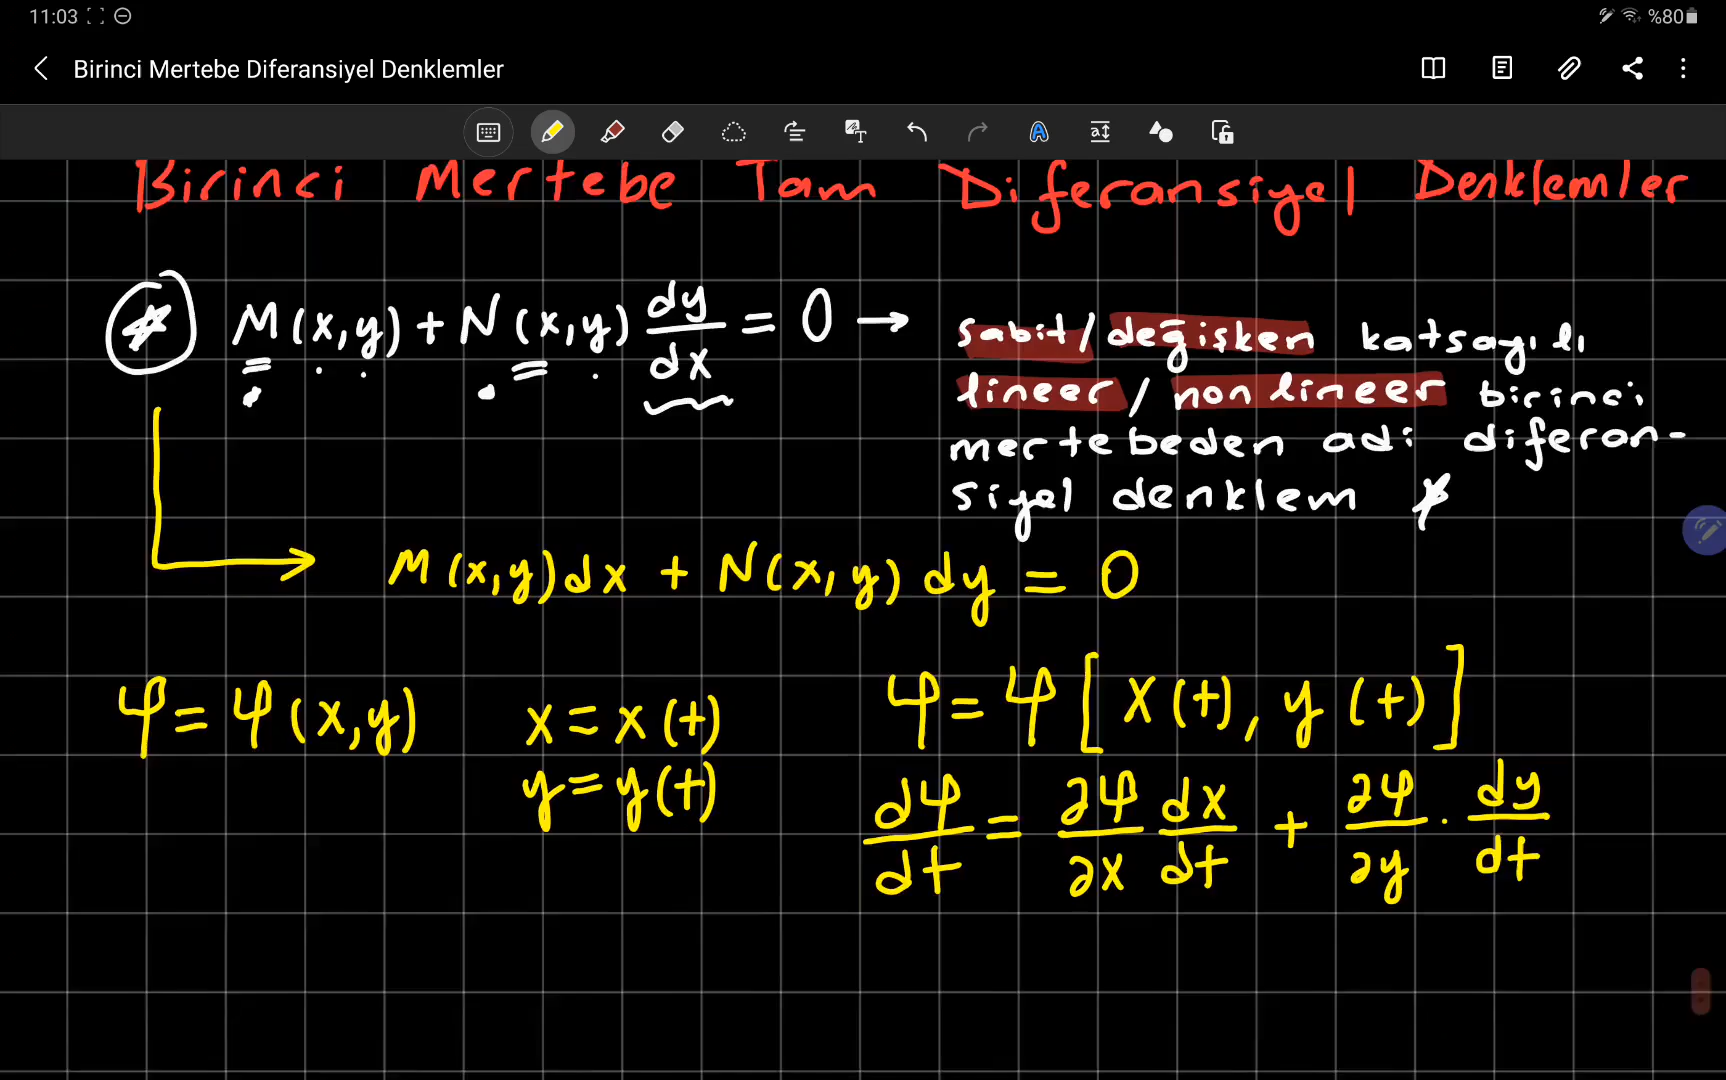 11:03 %80
Birinci Mertebe Diferansiyel Denklemler
Birinci Mertebe Tam Diferansiyel Denklemler
M(x,y) + N(x,y) dy/dx = 0 → sabit / değişken katsayılı
lineer / non lineer birinci
mertebeden adi diferan-
siyel denklem *
M(x,y)dx + N(x,y) dy = 0
φ = φ(x,y) x = x(t) φ = φ[x(t), y(t)]
y = y(t)
dφ/dt = ∂φ/∂x dx/dt + ∂φ/∂y . dy/dt